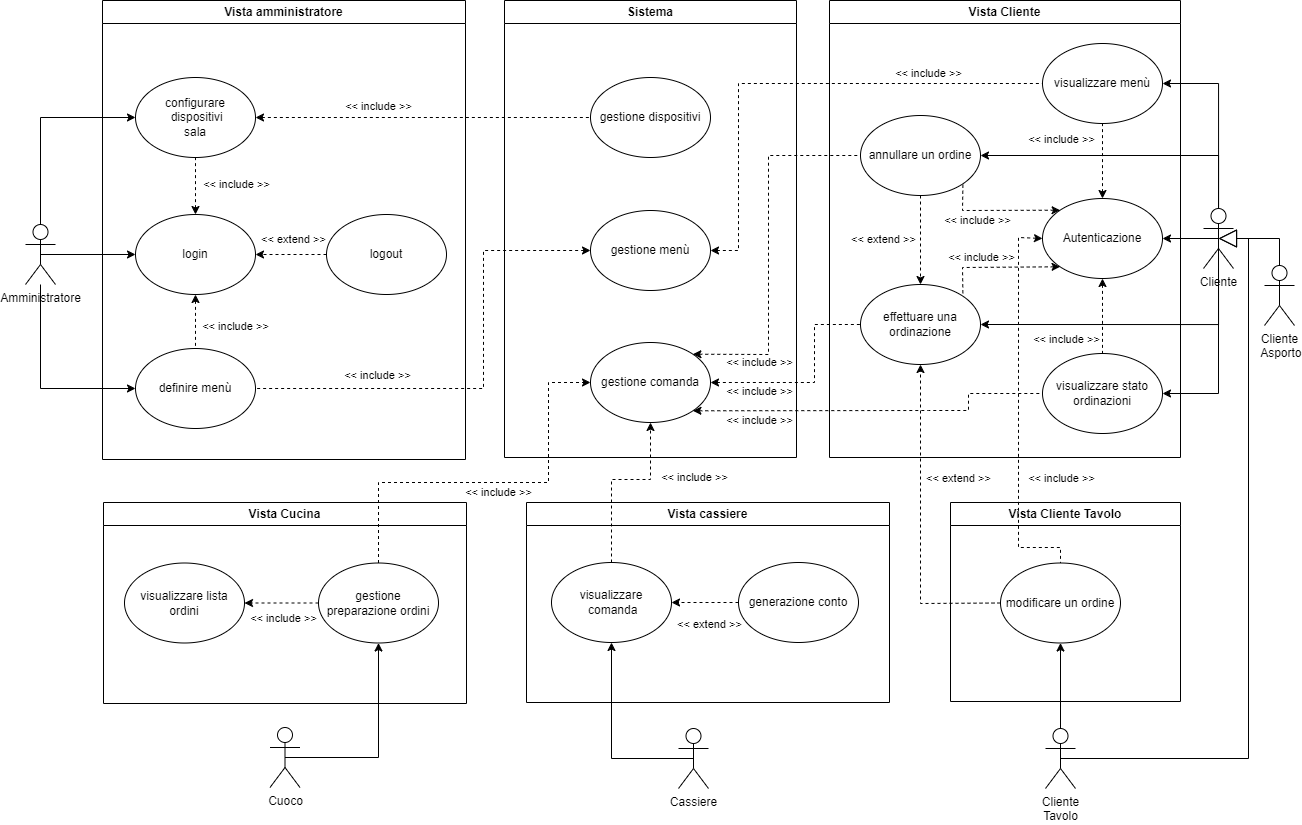 Vista amministratore
Sistema
Vista Cliente
configurare
dispositivi
sala
<< include >>
gestione dispositivi
<< include >>
visualizzare menù
<< include >>
annullare un ordine
<< include >>
<< include >>
login
<< extend >>
logout
gestione menù
<< extend >>
<< include >>
Autenticazione
Cliente
Amministratore
<< include >>
<< include >>
effettuare una
ordinazione
<< include >>
Cliente
Asporto
definire menù
<< include >>
gestione comanda
<< include >>
<< include >>
<< include >>
visualizzare stato
ordinazioni
<< include >>
<< include >>
<< extend >>
<< include >>
Vista Cucina
Vista cassiere
Vista Cliente Tavolo
visualizzare lista
ordini
<< include >>
gestione
preparazione ordini
visualizzare
comanda
<< extend >>
generazione conto
modificare un ordine
Cuoco
Cassiere
Cliente
Tavolo